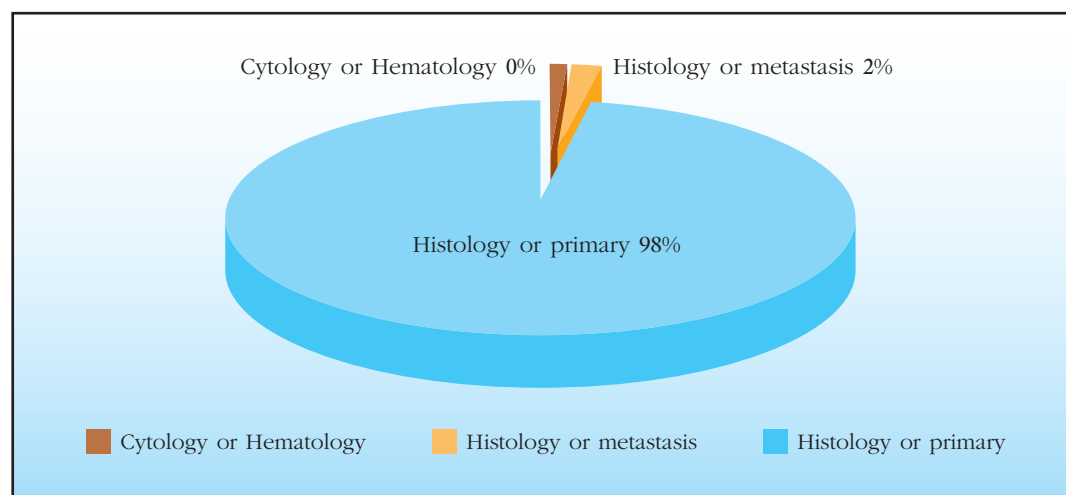 Cytology or Hematology 0%
Histology or metastasis 2%
Histology or primary 98%
Cytology or Hematology
Histology or metastasis
Histology or primary